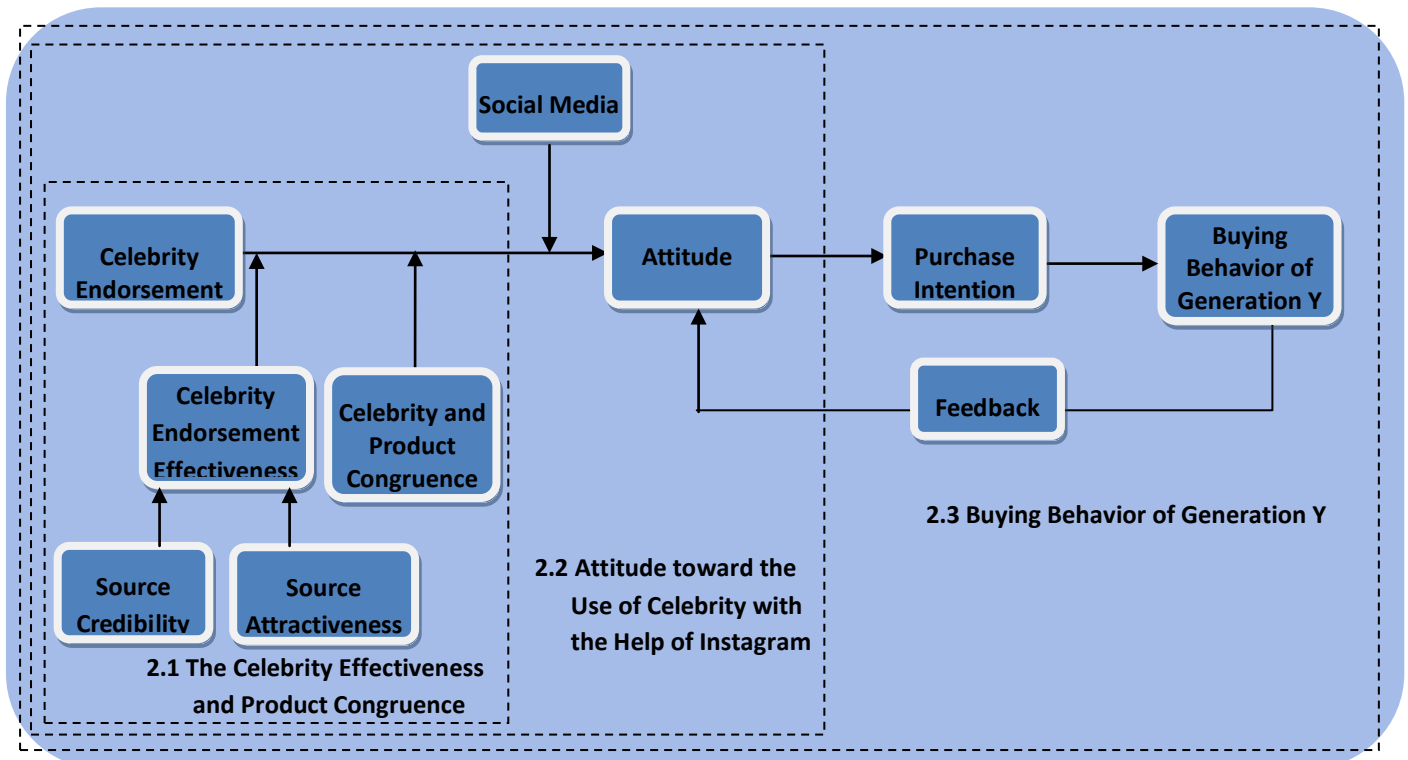 Social Media
Celebrity
Endorsement
Attitude
Purchase
Intention
Buying
Behavior of
Generation Y
Celebrity
Endorsement
Effectiveness
Celebrity and
Product
Congruence
Feedback
Source
Credibility
Source
Attractiveness
2.1 The Celebrity Effectiveness
and Product Congruence
2.2 Attitude toward the
Use of Celebrity with
the Help of Instagram
2.3 Buying Behavior of Generation Y